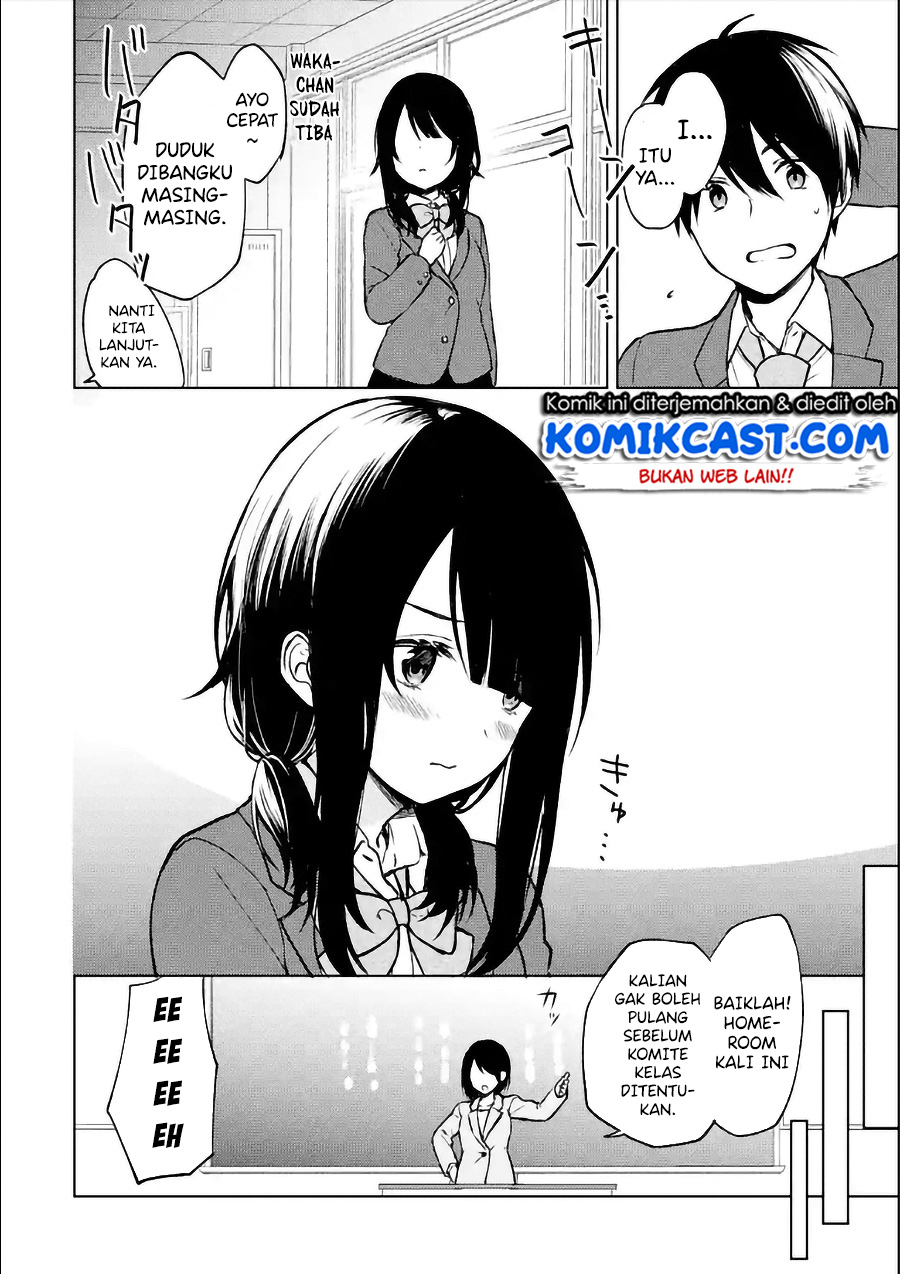 I...
ITU
YA...
WAKA-
CHAN
SUDAH
TIBA
AYO
CEPAT
~
DUDUK
DIBANGKU
MASING-
MASING.
NANTI
KITA
LANJUT-
KAN YA.
Komik ini diterjemahkan & diedit oleh
KOMIKCAST.COM
BUKAN WEB LAIN!!
キュ...
BAIKLAH!
HOME-
ROOM
KALI INI
KALIAN
GAK BOLEH
PULANG
SEBELUM
KOMITE
KELAS
DITENTU-
KAN.
カッ
EE
EE
EE
EH